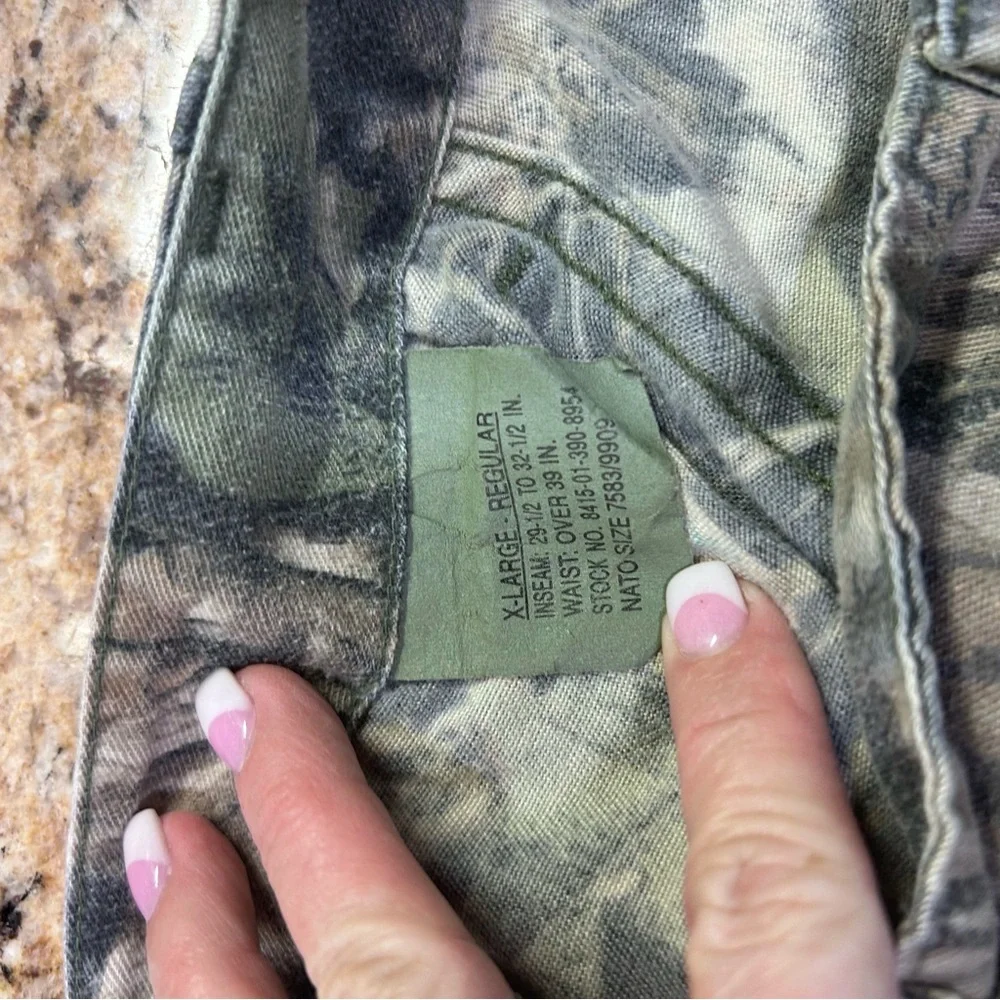 X-LARGE - REGULAR
INSEAM: 29-1/2 TO 32-1/2 IN.
WAIST: OVER 39 IN.
STOCK NO. 8415-01-390-8954
NATO SIZE 7583/9909